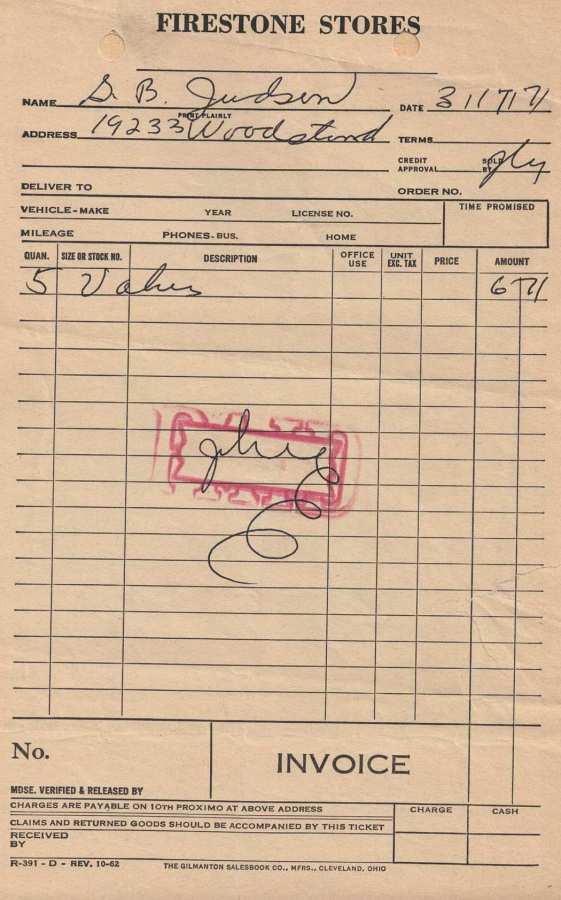 FIRESTONE STORES
NAME S. B. Judson DATE 3 117171
PRINT PLAINLY
ADDRESS 19233 TERMS
CREDIT APPROVAL SOLD BY
DELIVER TO ORDER NO.
VEHICLE-MAKE YEAR LICENSE NO. TIME PROMISED
MILEAGE PHONES-BUS. HOME
QUAN. SIZE OR STOCK NO. DESCRIPTION OFFICE USE UNIT EXC. TAX PRICE AMOUNT
5
No. INVOICE
MDSE. VERIFIED & RELEASED BY
CHARGES ARE PAYABLE ON 10TH PROXIMO AT ABOVE ADDRESS CHARGE CASH
CLAIMS AND RETURNED GOODS SHOULD BE ACCOMPANIED BY THIS TICKET
RECEIVED BY
R-391 - D - REV. 10-62 THE GILMANTON SALESBOOK CO., MFRS., CLEVELAND, OHIO